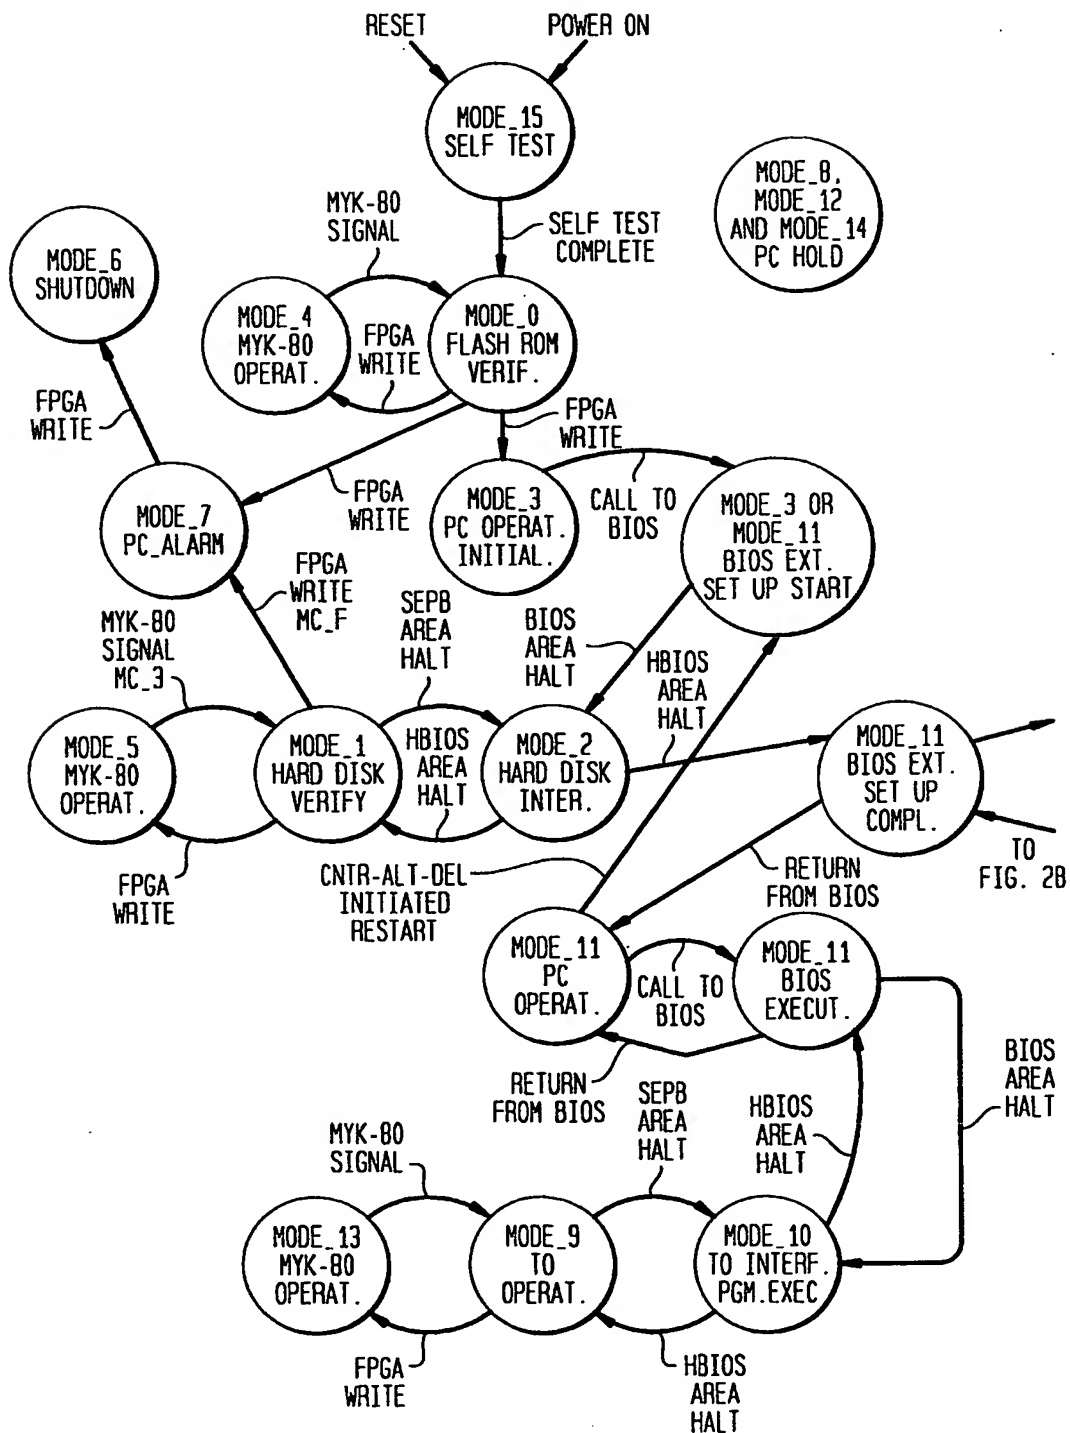 RESET
POWER ON
MODE_15
SELF TEST
MODE_8,
MODE_12
AND MODE_14
PC HOLD
MYK-80
SIGNAL
SELF TEST
COMPLETE
MODE_6
SHUTDOWN
MODE_4
MYK-80
OPERAT.
FPGA
WRITE
MODE_0
FLASH ROM
VERIF.
FPGA
WRITE
FPGA
WRITE
FPGA
WRITE
MODE_7
PC_ALARM
MODE_3
PC OPERAT.
INITIAL.
CALL TO
BIOS
MODE_3 OR
MODE_11
BIOS EXT.
SET UP START
FPGA
WRITE
MC_F
MYK-80
SIGNAL
MC_3
SEPB
AREA
HALT
BIOS
AREA
HALT
HBIOS
AREA
HALT
MODE_5
MYK-80
OPERAT.
MODE_1
HARD DISK
VERIFY
HBIOS
AREA
HALT
MODE_2
HARD DISK
INTER.
MODE_11
BIOS EXT.
SET UP
COMPL.
FPGA
WRITE
CNTR-ALT-DEL
INITIATED
RESTART
RETURN
FROM BIOS
TO
FIG. 2B
MODE_11
PC
OPERAT.
CALL TO
BIOS
MODE_11
BIOS
EXECUT.
RETURN
FROM BIOS
BIOS
AREA
HALT
MYK-80
SIGNAL
SEPB
AREA
HALT
HBIOS
AREA
HALT
MODE_13
MYK-80
OPERAT.
MODE_9
TO
OPERAT.
MODE_10
TO INTERF.
PGM.EXEC
FPGA
WRITE
HBIOS
AREA
HALT